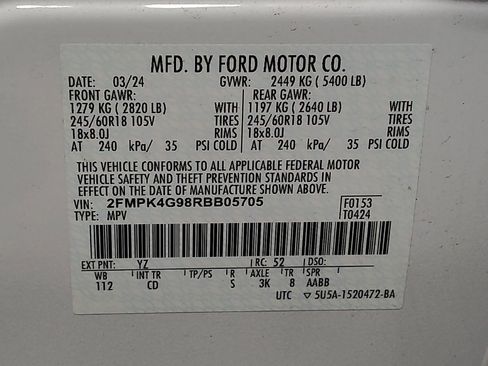 MFD. BY FORD MOTOR CO.
DATE: 03/24 GVWR: 2449 KG ( 5400 LB)
FRONT GAWR: REAR GAWR:
1279 KG ( 2820 LB) WITH 1197 KG ( 2640 LB) WITH
245/60R18 105V TIRES 245/60R18 105V TIRES
18x8.0J RIMS 18x8.0J RIMS
AT 240 kPa/ 35 PSI COLD AT 240 kPa/ 35 PSI COLD
THIS VEHICLE CONFORMS TO ALL APPLICABLE FEDERAL MOTOR
VEHICLE SAFETY AND THEFT PREVENTION STANDARDS IN
EFFECT ON THE DATE OF MANUFACTURE SHOWN ABOVE.
VIN: 2FMPK4G98RBB05705 F0153
TYPE: MPV T0424
EXT PNT: YZ RC: 52 DSO:
WB INT TR TP/PS R AXLE TR SPR
112 CD S 3K 8 AABB
UTC ▽ 5U5A-1520472-BA